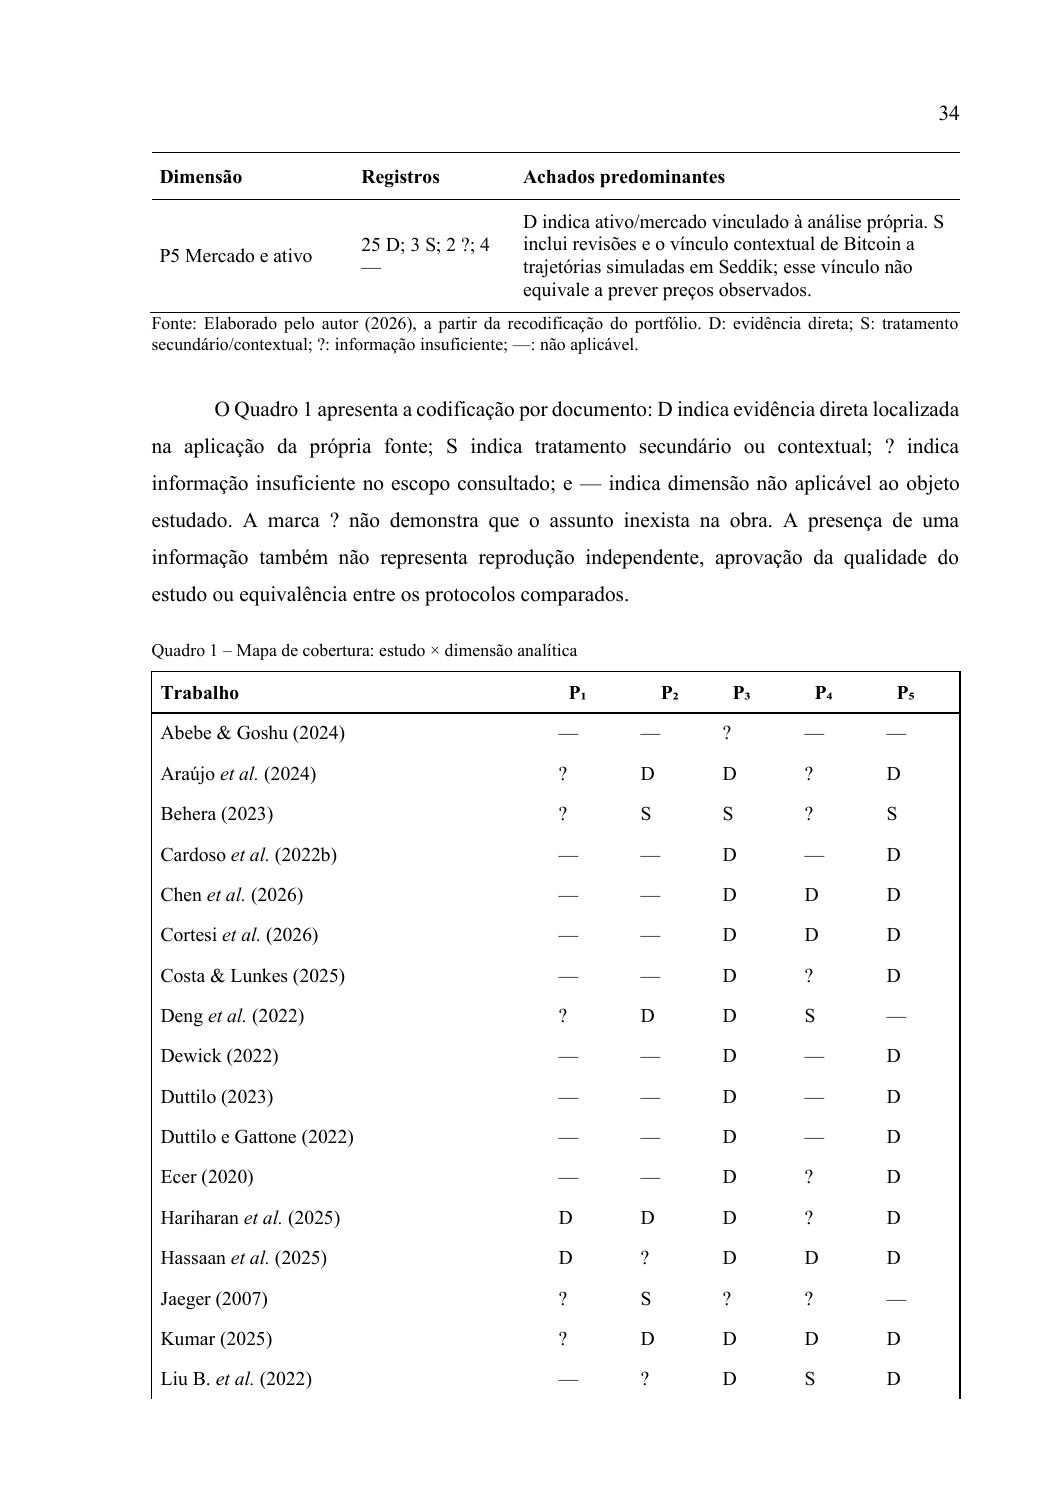 34
Dimensão Registros Achados predominantes
P5 Mercado e ativo 25 D; 3 S; 2 ?; 4 — D indica ativo/mercado vinculado à análise própria. S
inclui revisões e o vínculo contextual de Bitcoin a
trajetórias simuladas em Seddik; esse vínculo não
equivale a prever preços observados.
Fonte: Elaborado pelo autor (2026), a partir da recodificação do portfólio. D: evidência direta; S: tratamento
secundário/contextual; ?: informação insuficiente; —: não aplicável.
O Quadro 1 apresenta a codificação por documento: D indica evidência direta localizada
na aplicação da própria fonte; S indica tratamento secundário ou contextual; ? indica
informação insuficiente no escopo consultado; e — indica dimensão não aplicável ao objeto
estudado. A marca ? não demonstra que o assunto inexista na obra. A presença de uma
informação também não representa reprodução independente, aprovação da qualidade do
estudo ou equivalência entre os protocolos comparados.
Quadro 1 – Mapa de cobertura: estudo × dimensão analítica
Trabalho P₁ P₂ P₃ P₄ P₅
Abebe & Goshu (2024) — — ? — —
Araújo et al. (2024) ? D D ? D
Behera (2023) ? S S ? S
Cardoso et al. (2022b) — — D — D
Chen et al. (2026) — — D D D
Cortesi et al. (2026) — — D D D
Costa & Lunkes (2025) — — D ? D
Deng et al. (2022) ? D D S —
Dewick (2022) — — D — D
Duttilo (2023) — — D — D
Duttilo e Gattone (2022) — — D — D
Ecer (2020) — — D ? D
Hariharan et al. (2025) D D D ? D
Hassaan et al. (2025) D ? D D D
Jaeger (2007) ? S ? ? —
Kumar (2025) ? D D D D
Liu B. et al. (2022) — ? D S D